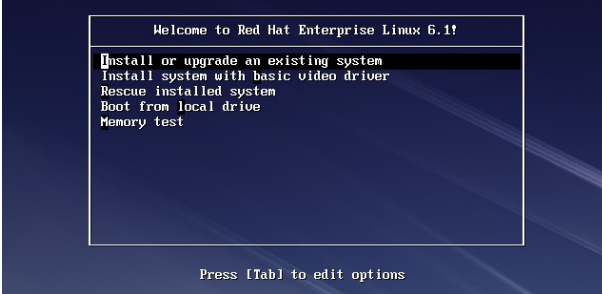 Welcome to Red Hat Enterprise Linux 6.1!
Install or upgrade an existing system
Install system with basic video driver
Rescue installed system
Boot from local drive
Memory test
Press [Tab] to edit options